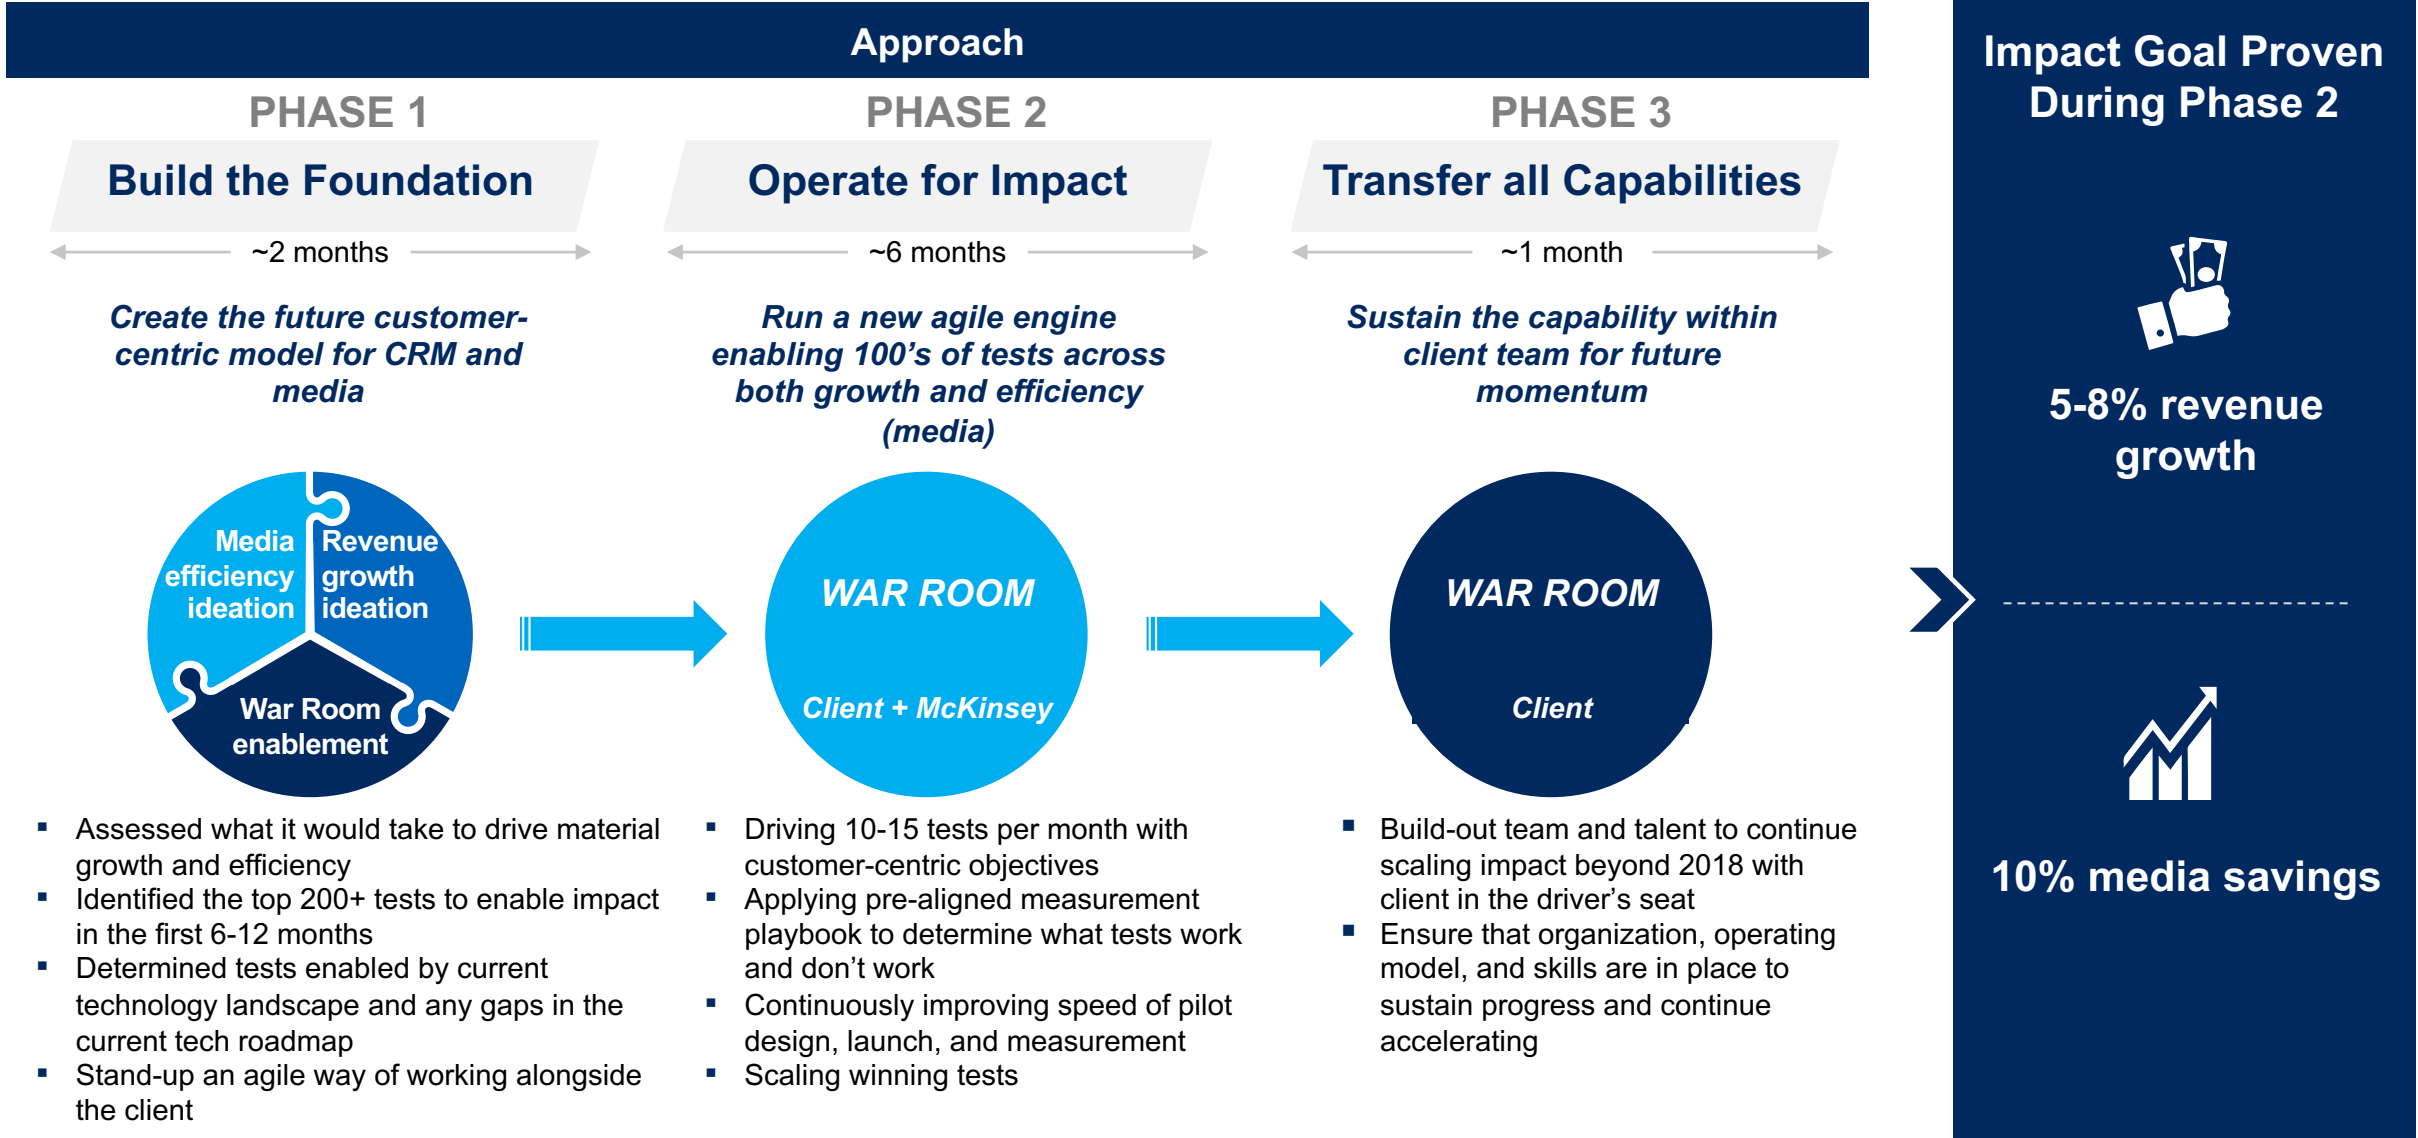 Approach
PHASE 1
Build the Foundation
~2 months
Create the future customer-
centric model for CRM and
media
Media
efficiency
ideation
Revenue
growth
ideation
War Room
enablement
▪ Assessed what it would take to drive material
growth and efficiency
▪ Identified the top 200+ tests to enable impact
in the first 6-12 months
▪ Determined tests enabled by current
technology landscape and any gaps in the
current tech roadmap
▪ Stand-up an agile way of working alongside
the client
PHASE 2
Operate for Impact
~6 months
Run a new agile engine
enabling 100’s of tests across
both growth and efficiency
(media)
WAR ROOM
Client + McKinsey
▪ Driving 10-15 tests per month with
customer-centric objectives
▪ Applying pre-aligned measurement
playbook to determine what tests work
and don’t work
▪ Continuously improving speed of pilot
design, launch, and measurement
▪ Scaling winning tests
PHASE 3
Transfer all Capabilities
~1 month
Sustain the capability within
client team for future
momentum
WAR ROOM
Client
▪ Build-out team and talent to continue
scaling impact beyond 2018 with
client in the driver’s seat
▪ Ensure that organization, operating
model, and skills are in place to
sustain progress and continue
accelerating
Impact Goal Proven
During Phase 2
5-8% revenue
growth
10% media savings